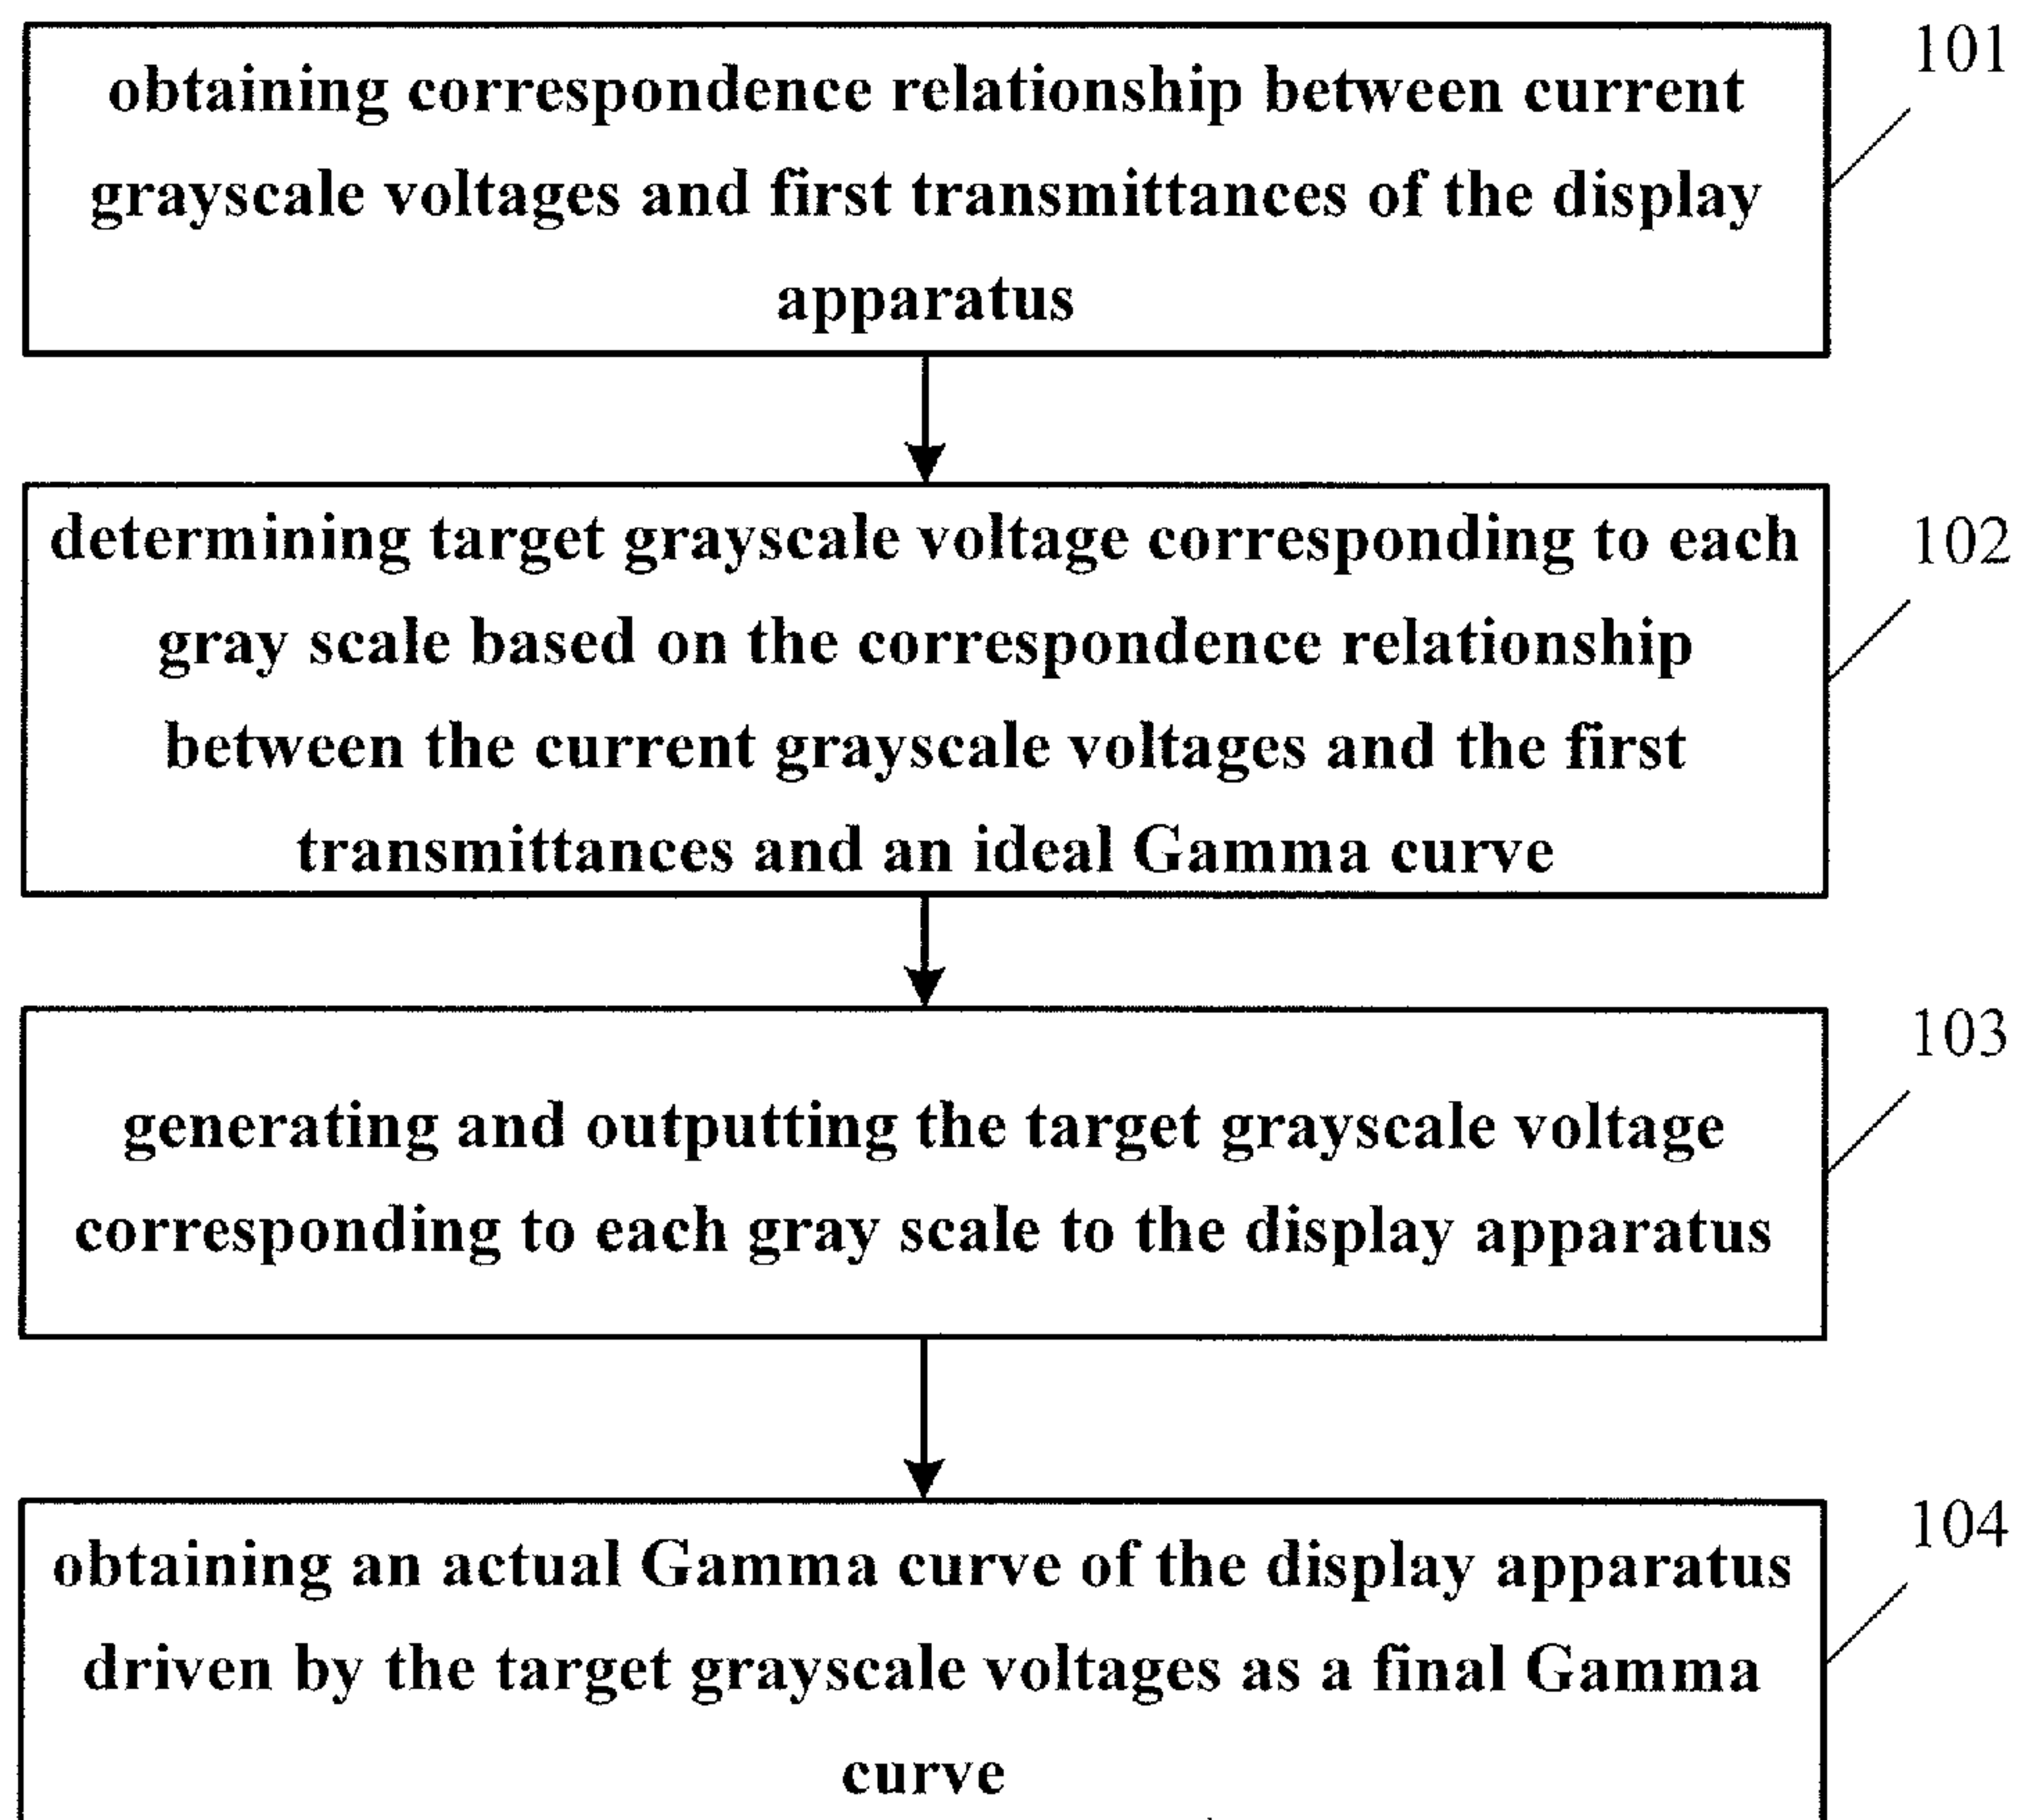 obtaining correspondence relationship between current
grayscale voltages and first transmittances of the display
apparatus
101
determining target grayscale voltage corresponding to each
gray scale based on the correspondence relationship
between the current grayscale voltages and the first
transmittances and an ideal Gamma curve
102
generating and outputting the target grayscale voltage
corresponding to each gray scale to the display apparatus
103
obtaining an actual Gamma curve of the display apparatus
driven by the target grayscale voltages as a final Gamma
curve
104